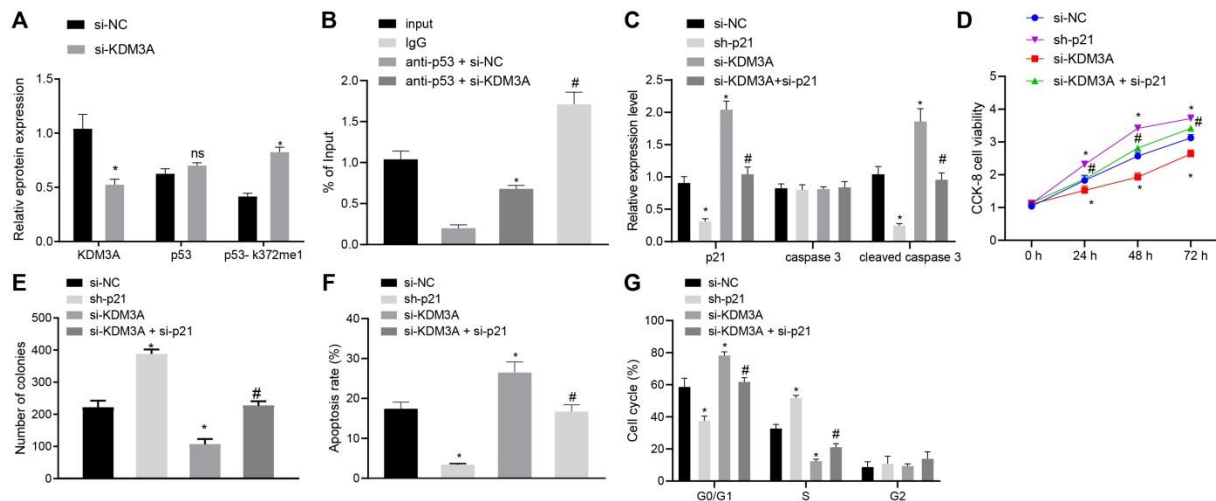 A
si-NC
si-KDM3A
Relative eprotein expression
1.5
1.0
0.5
0.0
*
ns
*
KDM3A
p53
p53- k372me1
B
input
IgG
anti-p53 + si-NC
anti-p53 + si-KDM3A
% of Input
2.0
1.5
1.0
0.5
0.0
*
#
C
si-NC
sh-p21
si-KDM3A
si-KDM3A+si-p21
Relative expression level
2.5
2.0
1.5
1.0
0.5
0.0
*
*
#
*
*
#
p21
caspase 3
cleaved caspase 3
D
si-NC
sh-p21
si-KDM3A
si-KDM3A + si-p21
CCK-8 cell viability
4
3
2
1
0
*
#
*
*
#
*
*
#
*
0 h
24 h
48 h
72 h
E
si-NC
sh-p21
si-KDM3A
si-KDM3A + si-p21
Number of colonies
500
400
300
200
100
0
*
*
#
F
si-NC
sh-p21
si-KDM3A
si-KDM3A + si-p21
Apoptosis rate (%)
40
30
20
10
0
*
*
#
G
si-NC
sh-p21
si-KDM3A
si-KDM3A + si-p21
Cell cycle (%)
100
80
60
40
20
0
*
*
#
*
*
#
G0/G1
S
G2